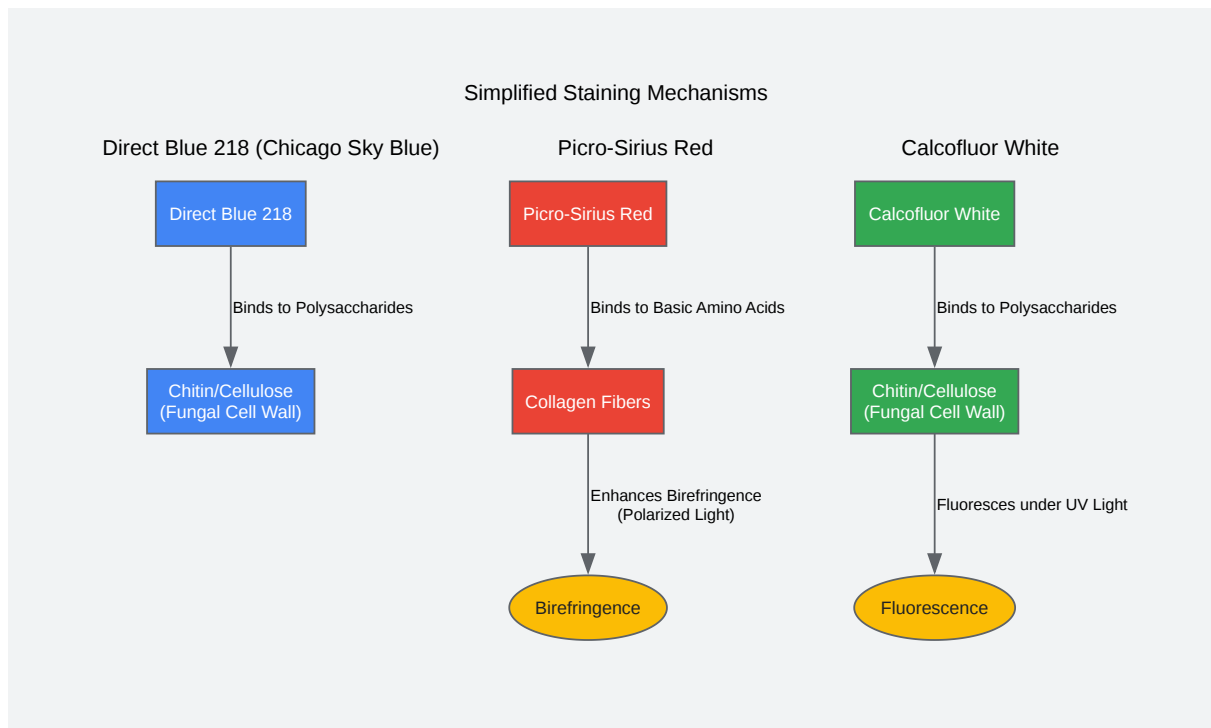 Simplified Staining Mechanisms
Direct Blue 218 (Chicago Sky Blue)
Picro-Sirius Red
Calcofluor White
Direct Blue 218
Picro-Sirius Red
Calcofluor White
Binds to Polysaccharides
Binds to Basic Amino Acids
Binds to Polysaccharides
Chitin/Cellulose
(Fungal Cell Wall)
Collagen Fibers
Chitin/Cellulose
(Fungal Cell Wall)
Enhances Birefringence
(Polarized Light)
Fluoresces under UV Light
Birefringence
Fluorescence